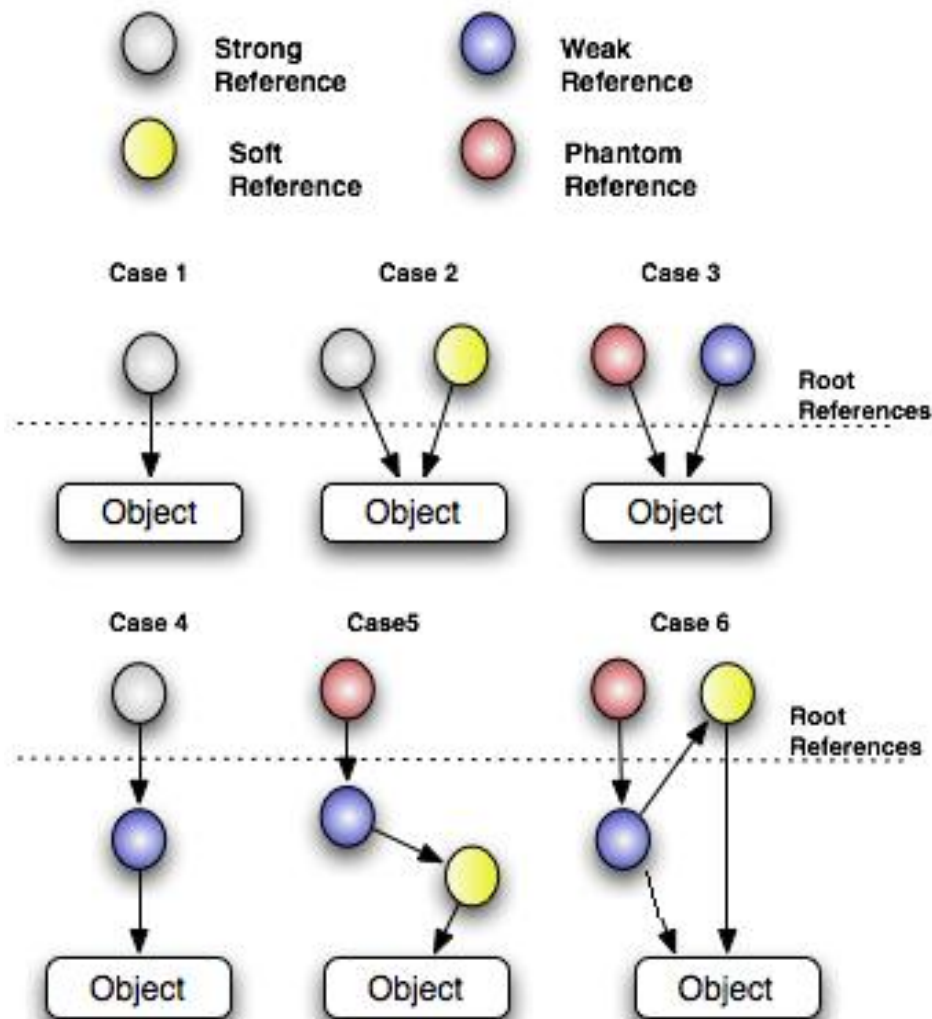 Strong
Reference
Weak
Reference
Soft
Reference
Phantom
Reference
Case 1
Case 2
Case 3
Root
References
Object
Object
Object
Case 4
Case5
Case 6
Root
References
Object
Object
Object